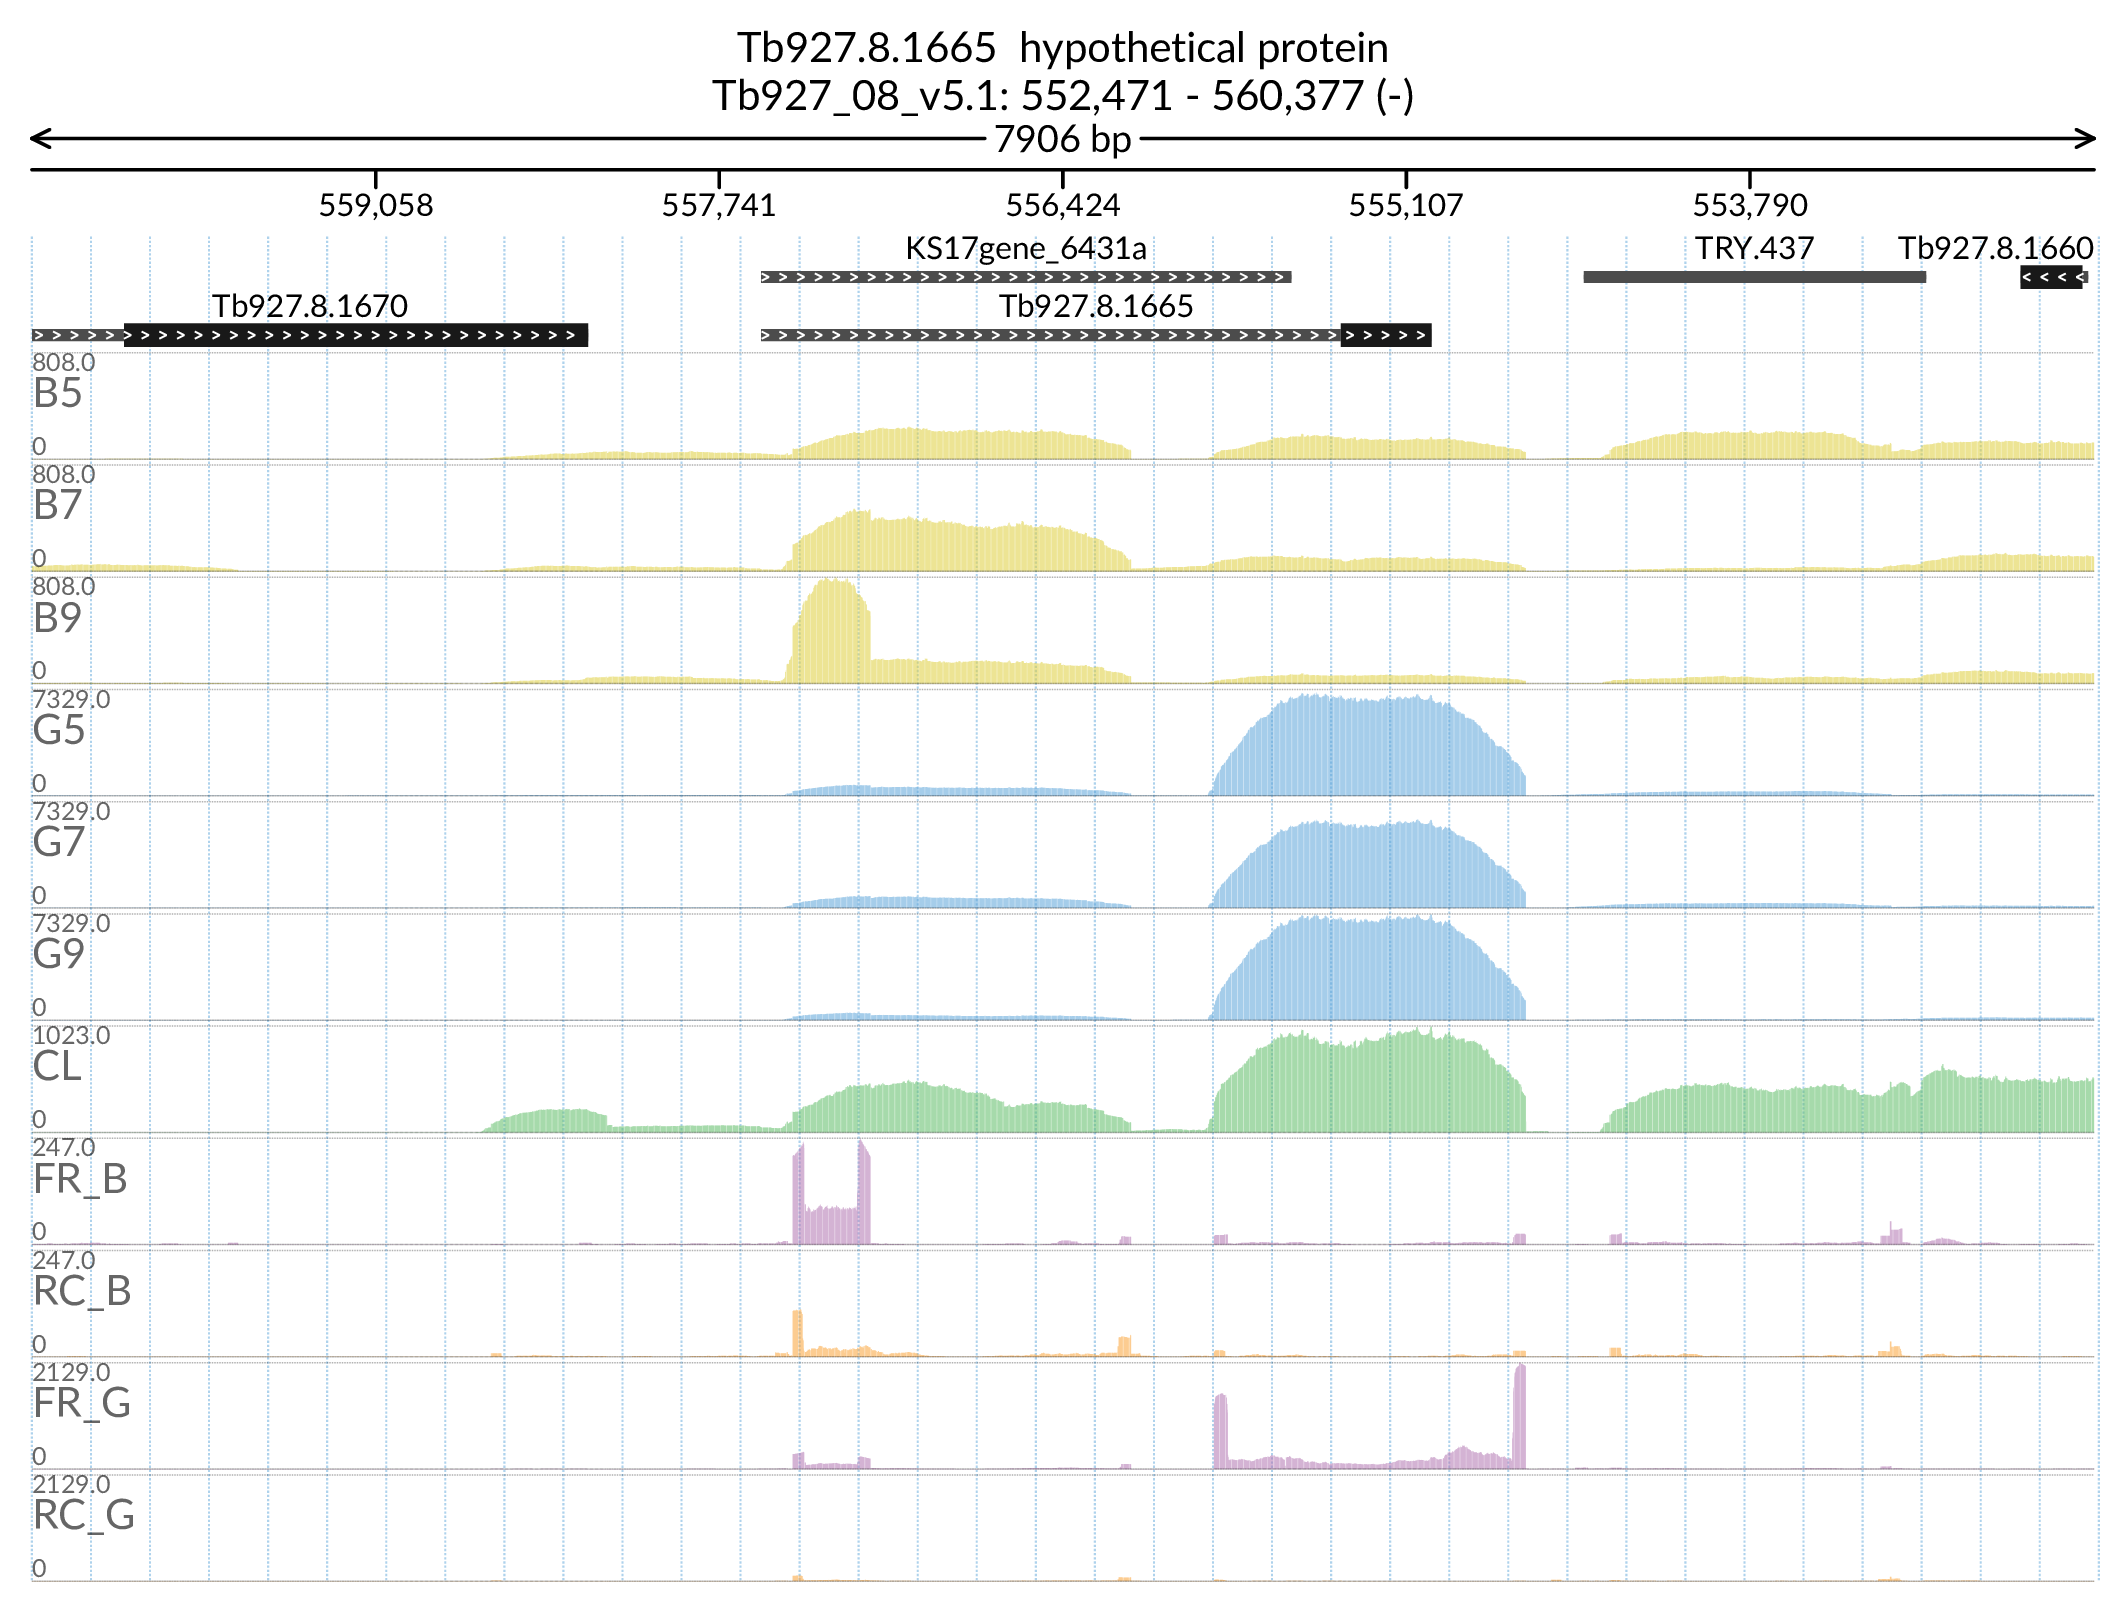 Tb927.8.1665  hypothetical protein
Tb927_08_v5.1: 552,471 - 560,377 (-)
7906 bp
559,058 557,741 556,424 555,107 553,790
KS17gene_6431a TRY.437 Tb927.8.1660
Tb927.8.1670 Tb927.8.1665
808.0
B5
0
808.0
B7
0
808.0
B9
0
7329.0
G5
0
7329.0
G7
0
7329.0
G9
0
1023.0
CL
0
247.0
FR_B
0
247.0
RC_B
0
2129.0
FR_G
0
2129.0
RC_G
0